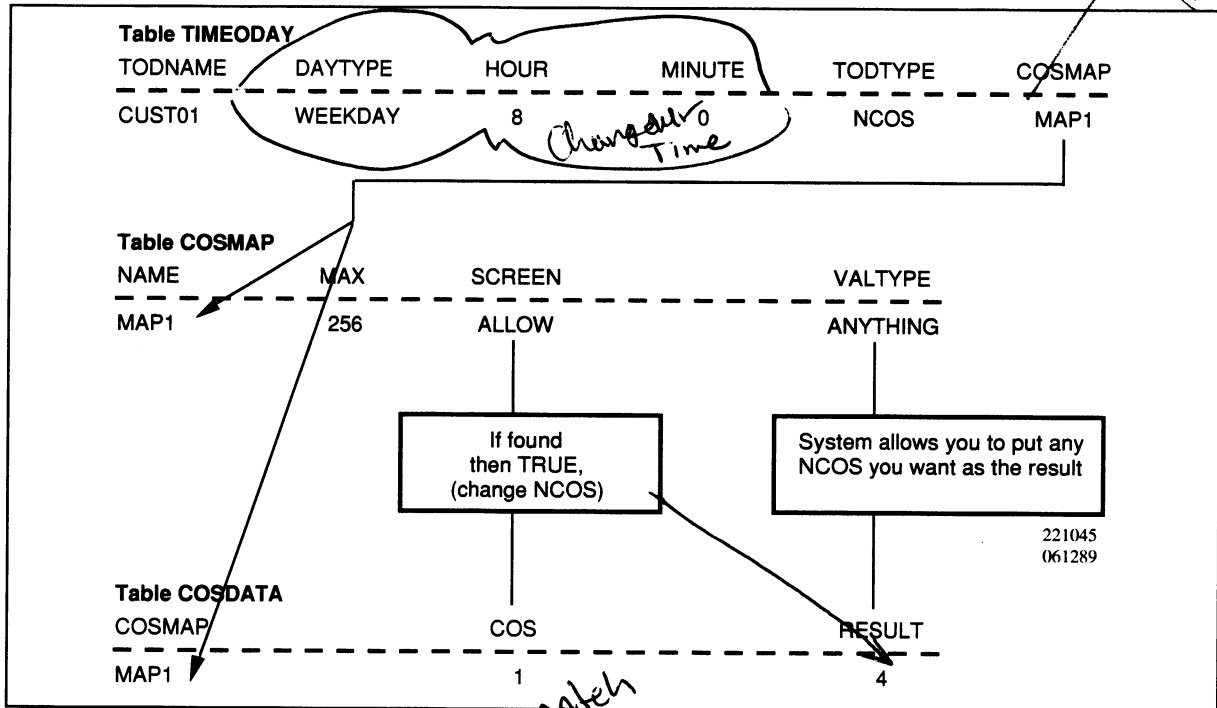 Table TIMEODAY
TODNAME DAYTYPE HOUR MINUTE TODTYPE COSMAP
CUST01 WEEKDAY 8 0 NCOS MAP1
Time
Table COSMAP
NAME MAX SCREEN VALTYPE
MAP1 256 ALLOW ANYTHING
If found
then TRUE,
(change NCOS)
System allows you to put any
NCOS you want as the result
221045
061289
Table COSDATA
COSMAP COS RESULT
MAP1 1 4